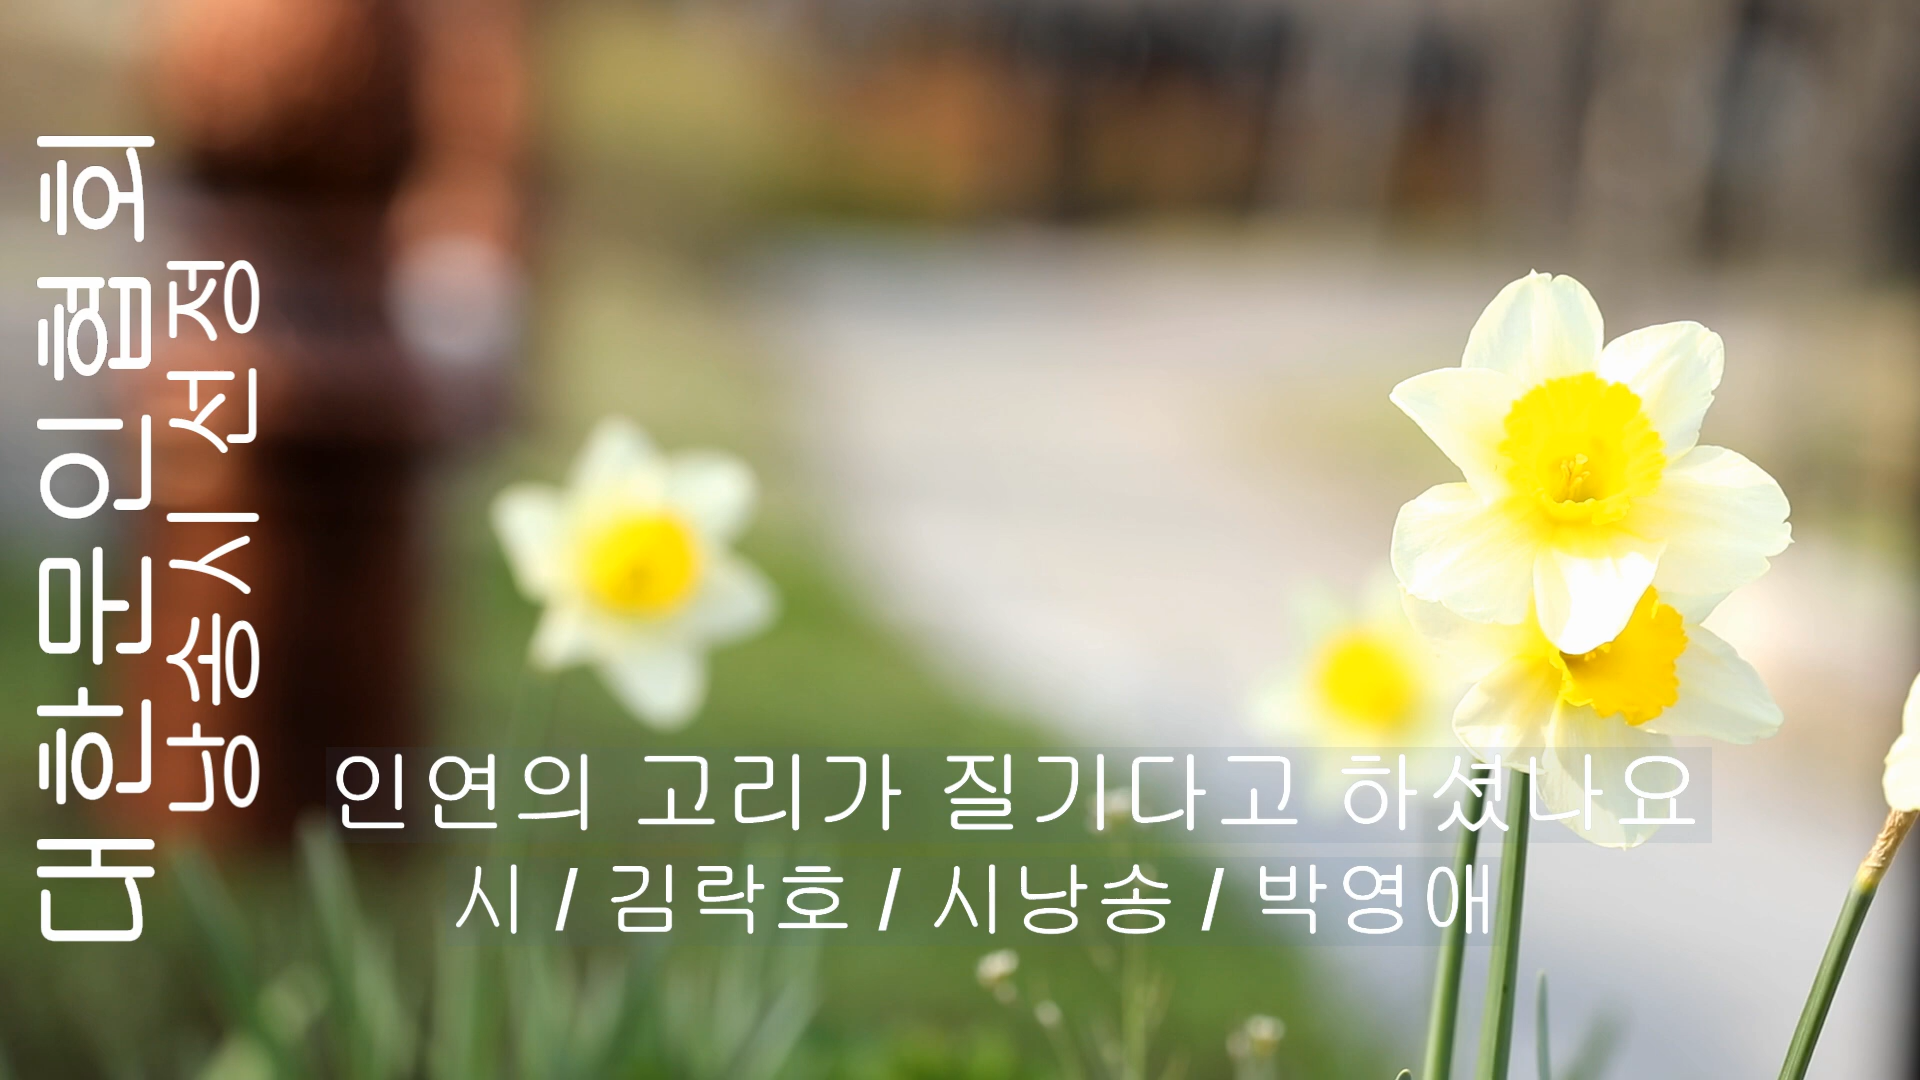 대한문인협회
낭송시 선정
인연의 고리가 질기다고 하셨나요
시 / 김락호 / 시낭송 / 박영애